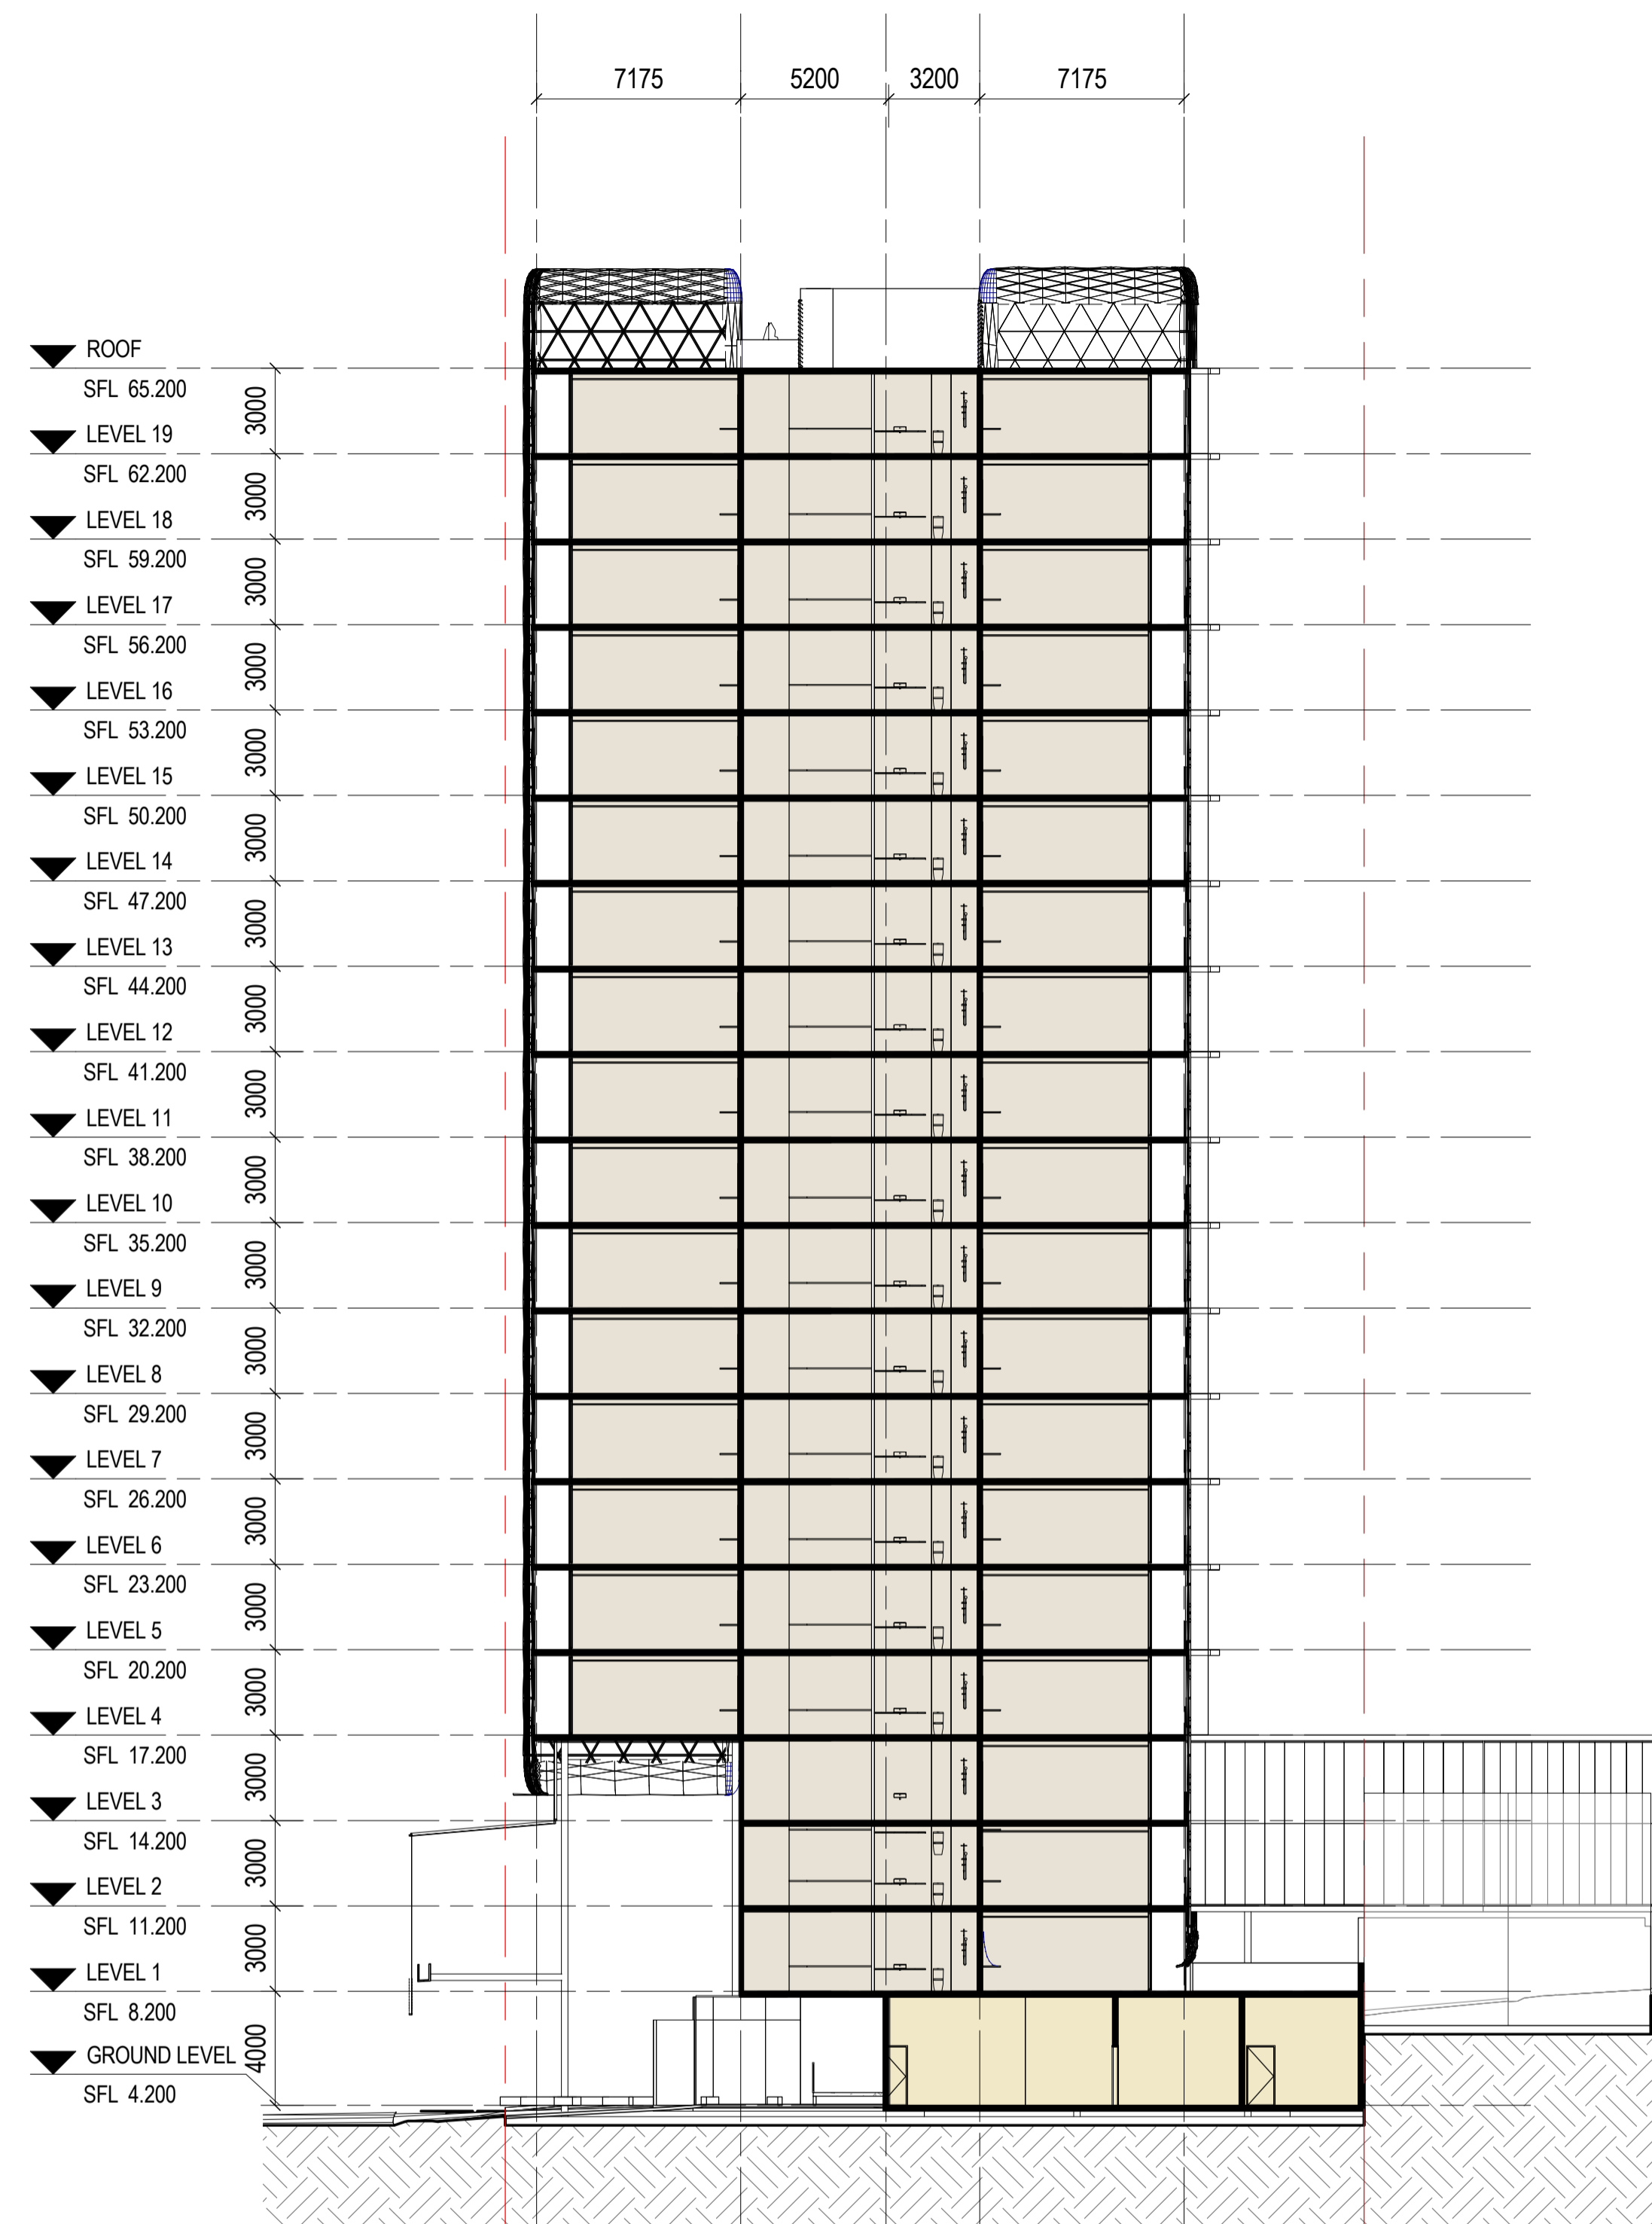 7175 5200 3200 7175
ROOF
SFL 65.200
3000
LEVEL 19
SFL 62.200
3000
LEVEL 18
SFL 59.200
3000
LEVEL 17
SFL 56.200
3000
LEVEL 16
SFL 53.200
3000
LEVEL 15
SFL 50.200
3000
LEVEL 14
SFL 47.200
3000
LEVEL 13
SFL 44.200
3000
LEVEL 12
SFL 41.200
3000
LEVEL 11
SFL 38.200
3000
LEVEL 10
SFL 35.200
3000
LEVEL 9
SFL 32.200
3000
LEVEL 8
SFL 29.200
3000
LEVEL 7
SFL 26.200
3000
LEVEL 6
SFL 23.200
3000
LEVEL 5
SFL 20.200
3000
LEVEL 4
SFL 17.200
3000
LEVEL 3
SFL 14.200
3000
LEVEL 2
SFL 11.200
3000
LEVEL 1
SFL 8.200
4000
GROUND LEVEL
SFL 4.200